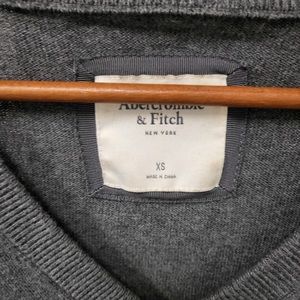 Abercrombie
& Fitch
NEW YORK
XS
MADE IN CHINA